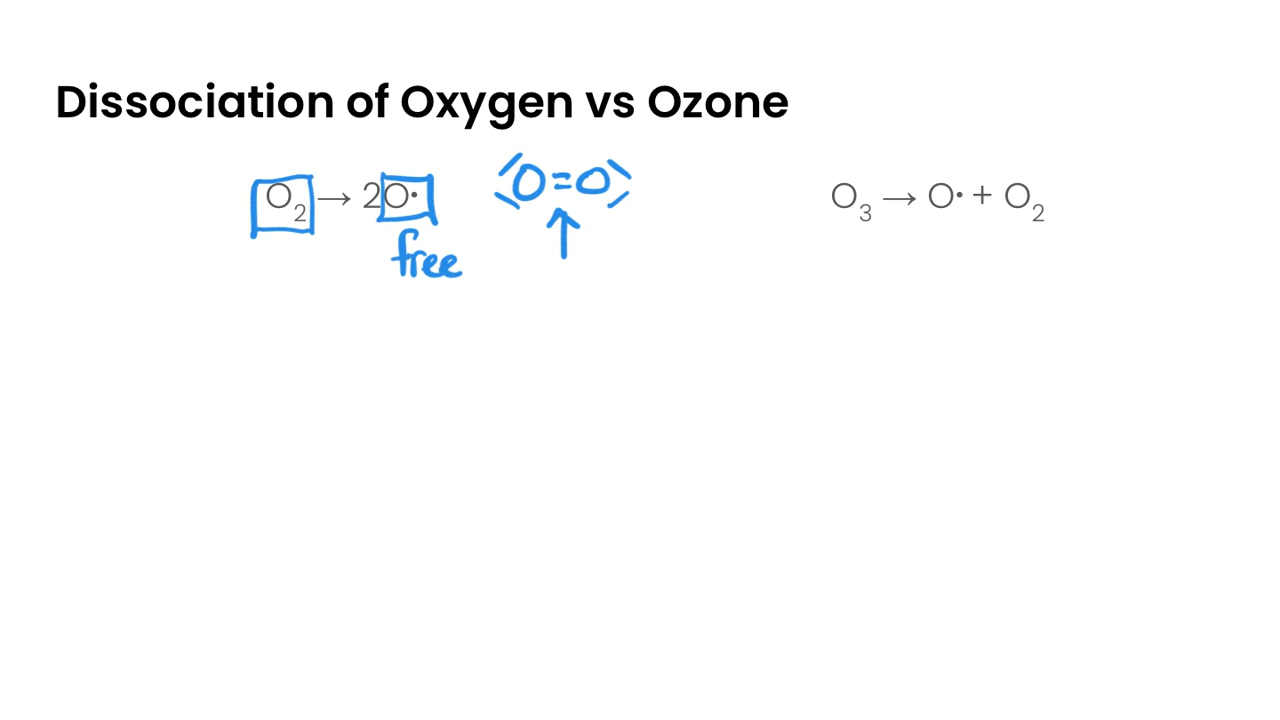 Dissociation of Oxygen vs Ozone
O₂ → 2O•
O=O
O₃ → O• + O₂
free